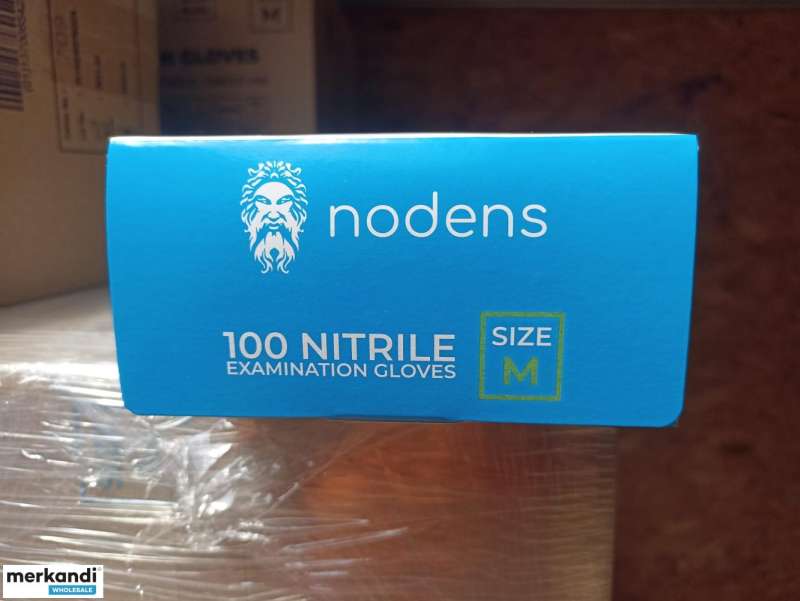 M
GLOVES
nodens
100 NITRILE
EXAMINATION GLOVES
SIZE
M
merkandi
WHOLESALE